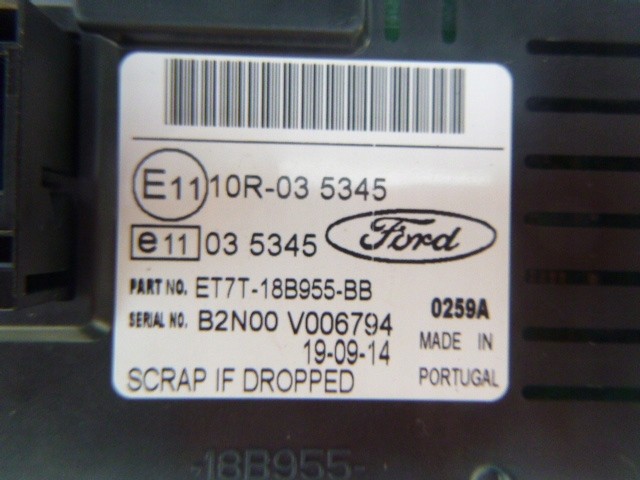 E11 10R-03 5345
e11 03 5345 Ford
PART NO. ET7T-18B955-BB
SERIAL NO. B2N00 V006794
0259A
19-09-14
MADE IN
PORTUGAL
SCRAP IF DROPPED
-18B955-